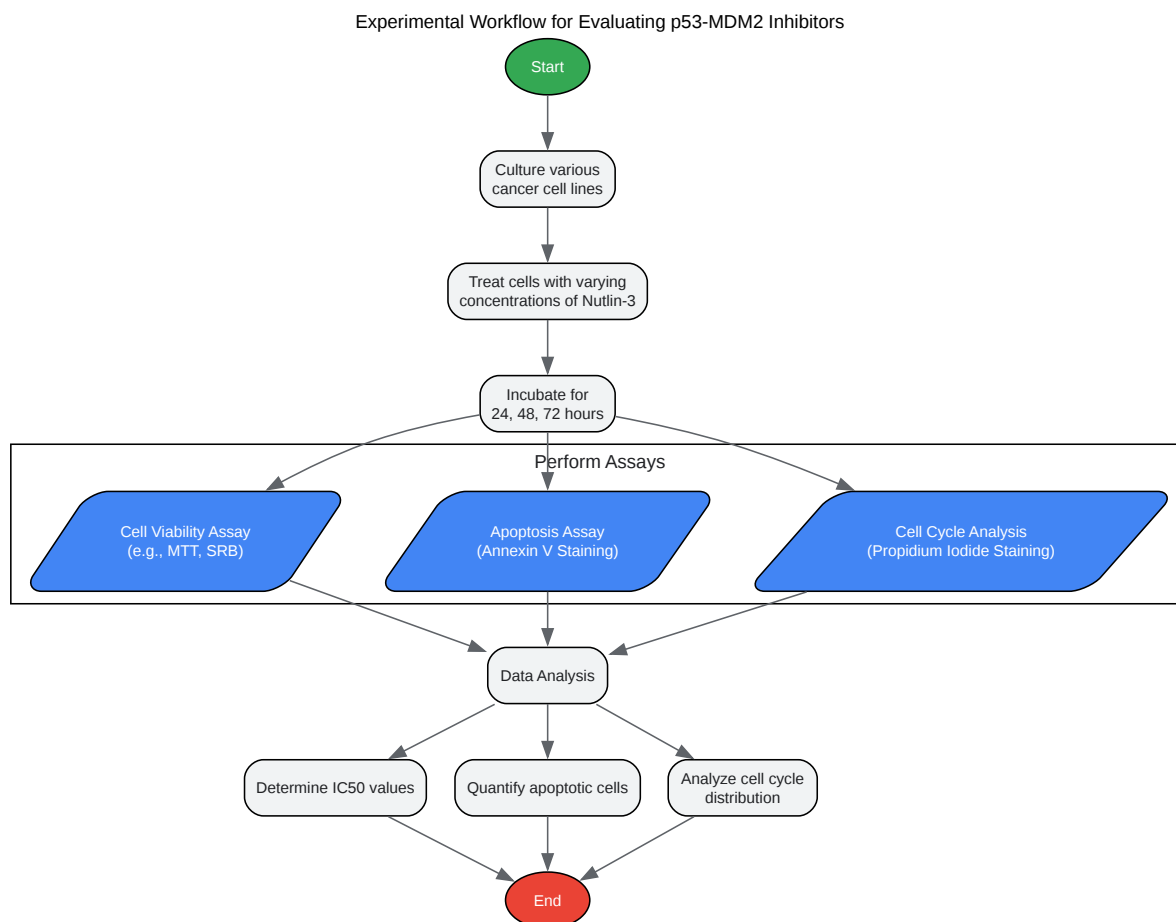 Experimental Workflow for Evaluating p53-MDM2 Inhibitors
Start
Culture various
cancer cell lines
Treat cells with varying
concentrations of Nutlin-3
Incubate for
24, 48, 72 hours
Perform Assays
Cell Viability Assay
(e.g., MTT, SRB)
Apoptosis Assay
(Annexin V Staining)
Cell Cycle Analysis
(Propidium Iodide Staining)
Data Analysis
Determine IC50 values
Quantify apoptotic cells
Analyze cell cycle
distribution
End